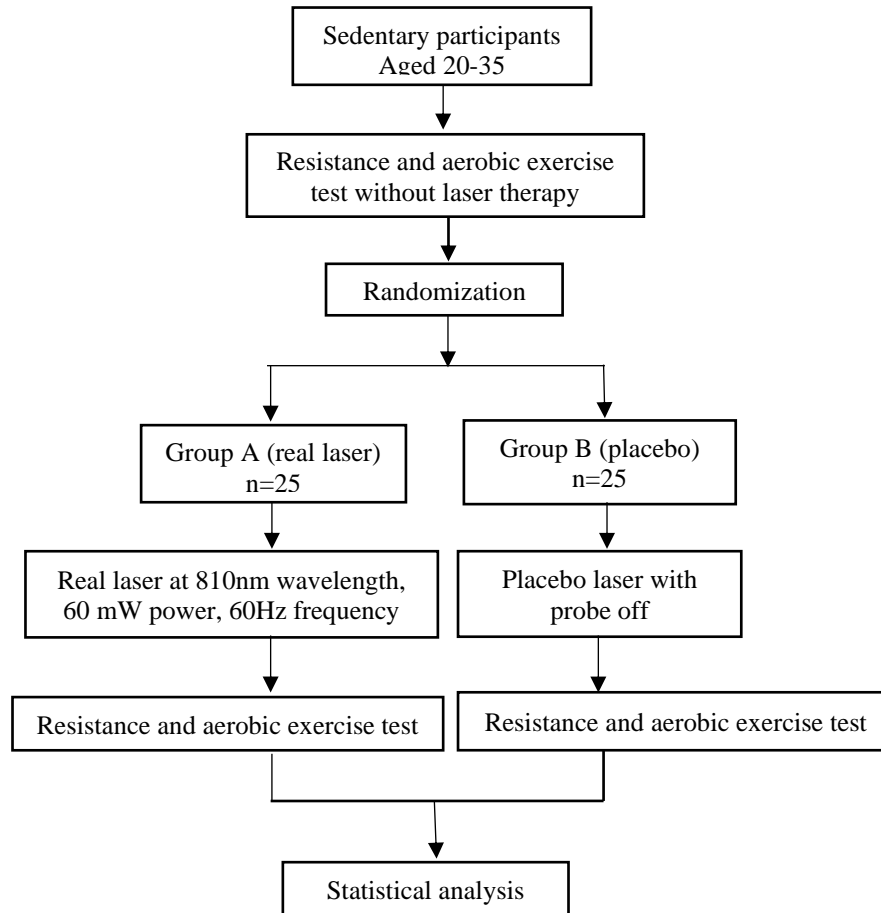 Sedentary participants
Aged 20-35
Resistance and aerobic exercise
test without laser therapy
Randomization
Group A (real laser)
n=25
Group B (placebo)
n=25
Real laser at 810nm wavelength,
60 mW power, 60Hz frequency
Placebo laser with
probe off
Resistance and aerobic exercise test
Resistance and aerobic exercise test
Statistical analysis